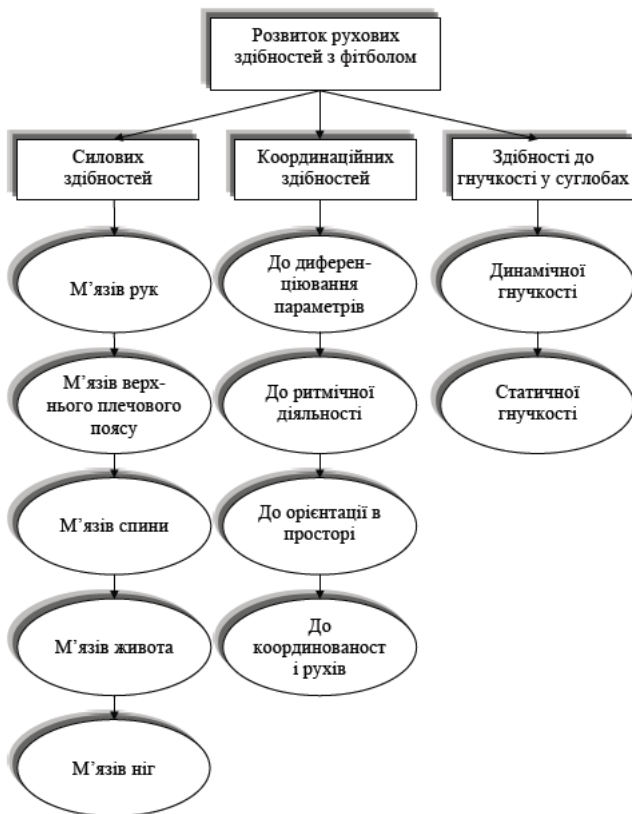 Розвиток рухових
здібностей з фітболом
Силових
здібностей
Координаційних
здібностей
Здібності до
гнучкості у суглобах
М’язів рук
До диферен-
ціювання
параметрів
Динамічної
гнучкості
М’язів верх-
нього плечового
поясу
До ритмічної
діяльності
Статичної
гнучкості
М’язів спини
До орієнтації в
просторі
М’язів живота
До
координованост
і рухів
М’язів ніг